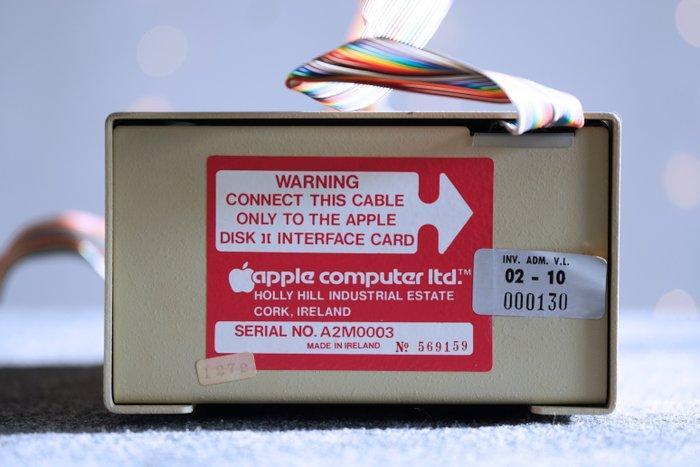 WARNING
CONNECT THIS CABLE
ONLY TO THE APPLE
DISK II INTERFACE CARD
apple computer ltd.™
HOLLY HILL INDUSTRIAL ESTATE
CORK, IRELAND
SERIAL NO. A2M0003
MADE IN IRELAND № 569159
INV. ADM. V.L.
02 - 10
000130
1272